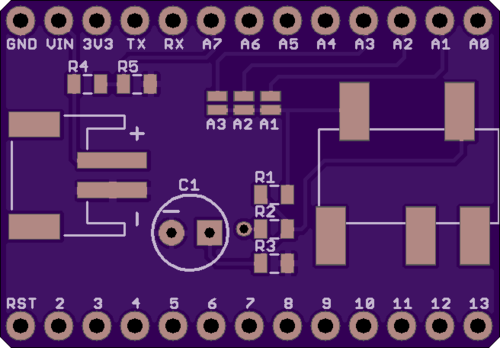 GND VIN 3V3 TX RX A7 A6 A5 A4 A3 A2 A1 A0
R4 R5
A3 A2 A1
+
R1
C1
R2
R3
RST 2 3 4 5 6 7 8 9 10 11 12 13